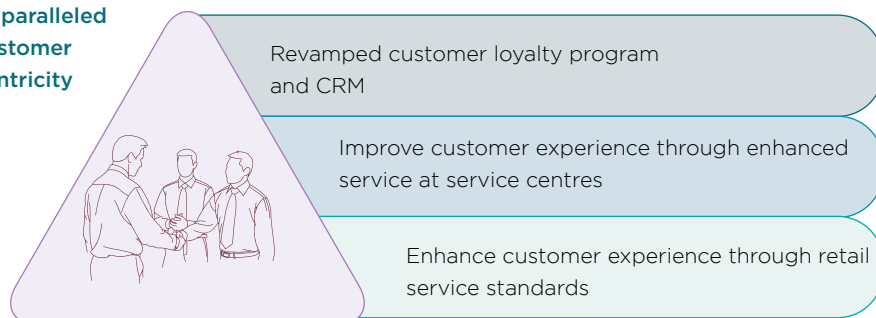 paralleled
stomer
ntricity
Revamped customer loyalty program
and CRM
Improve customer experience through enhanced
service at service centres
Enhance customer experience through retail
service standards